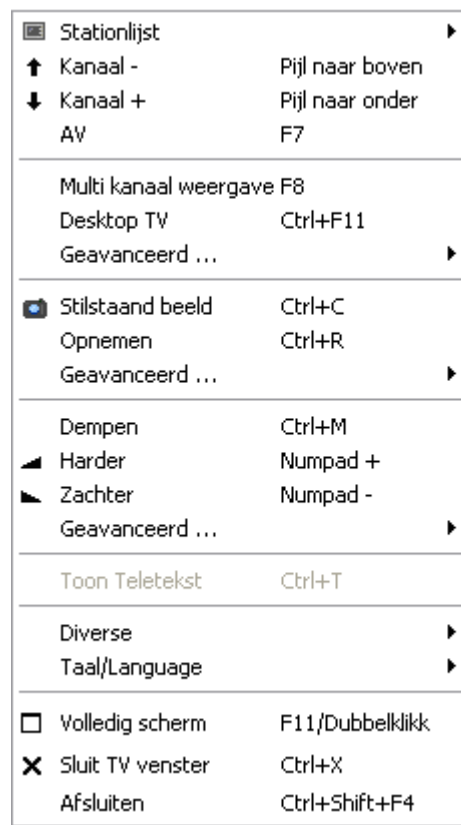 Stationlijst
Kanaal - Pijl naar boven
Kanaal + Pijl naar onder
AV F7
Multi kanaal weergave F8
Desktop TV Ctrl+F11
Geavanceerd ...
Stilstaand beeld Ctrl+C
Opnemen Ctrl+R
Geavanceerd ...
Dempen Ctrl+M
Harder Numpad +
Zachter Numpad -
Geavanceerd ...
Toon Teletekst Ctrl+T
Diverse
Taal/Language
Volledig scherm F11/Dubbelklikk
Sluit TV venster Ctrl+X
Afsluiten Ctrl+Shift+F4